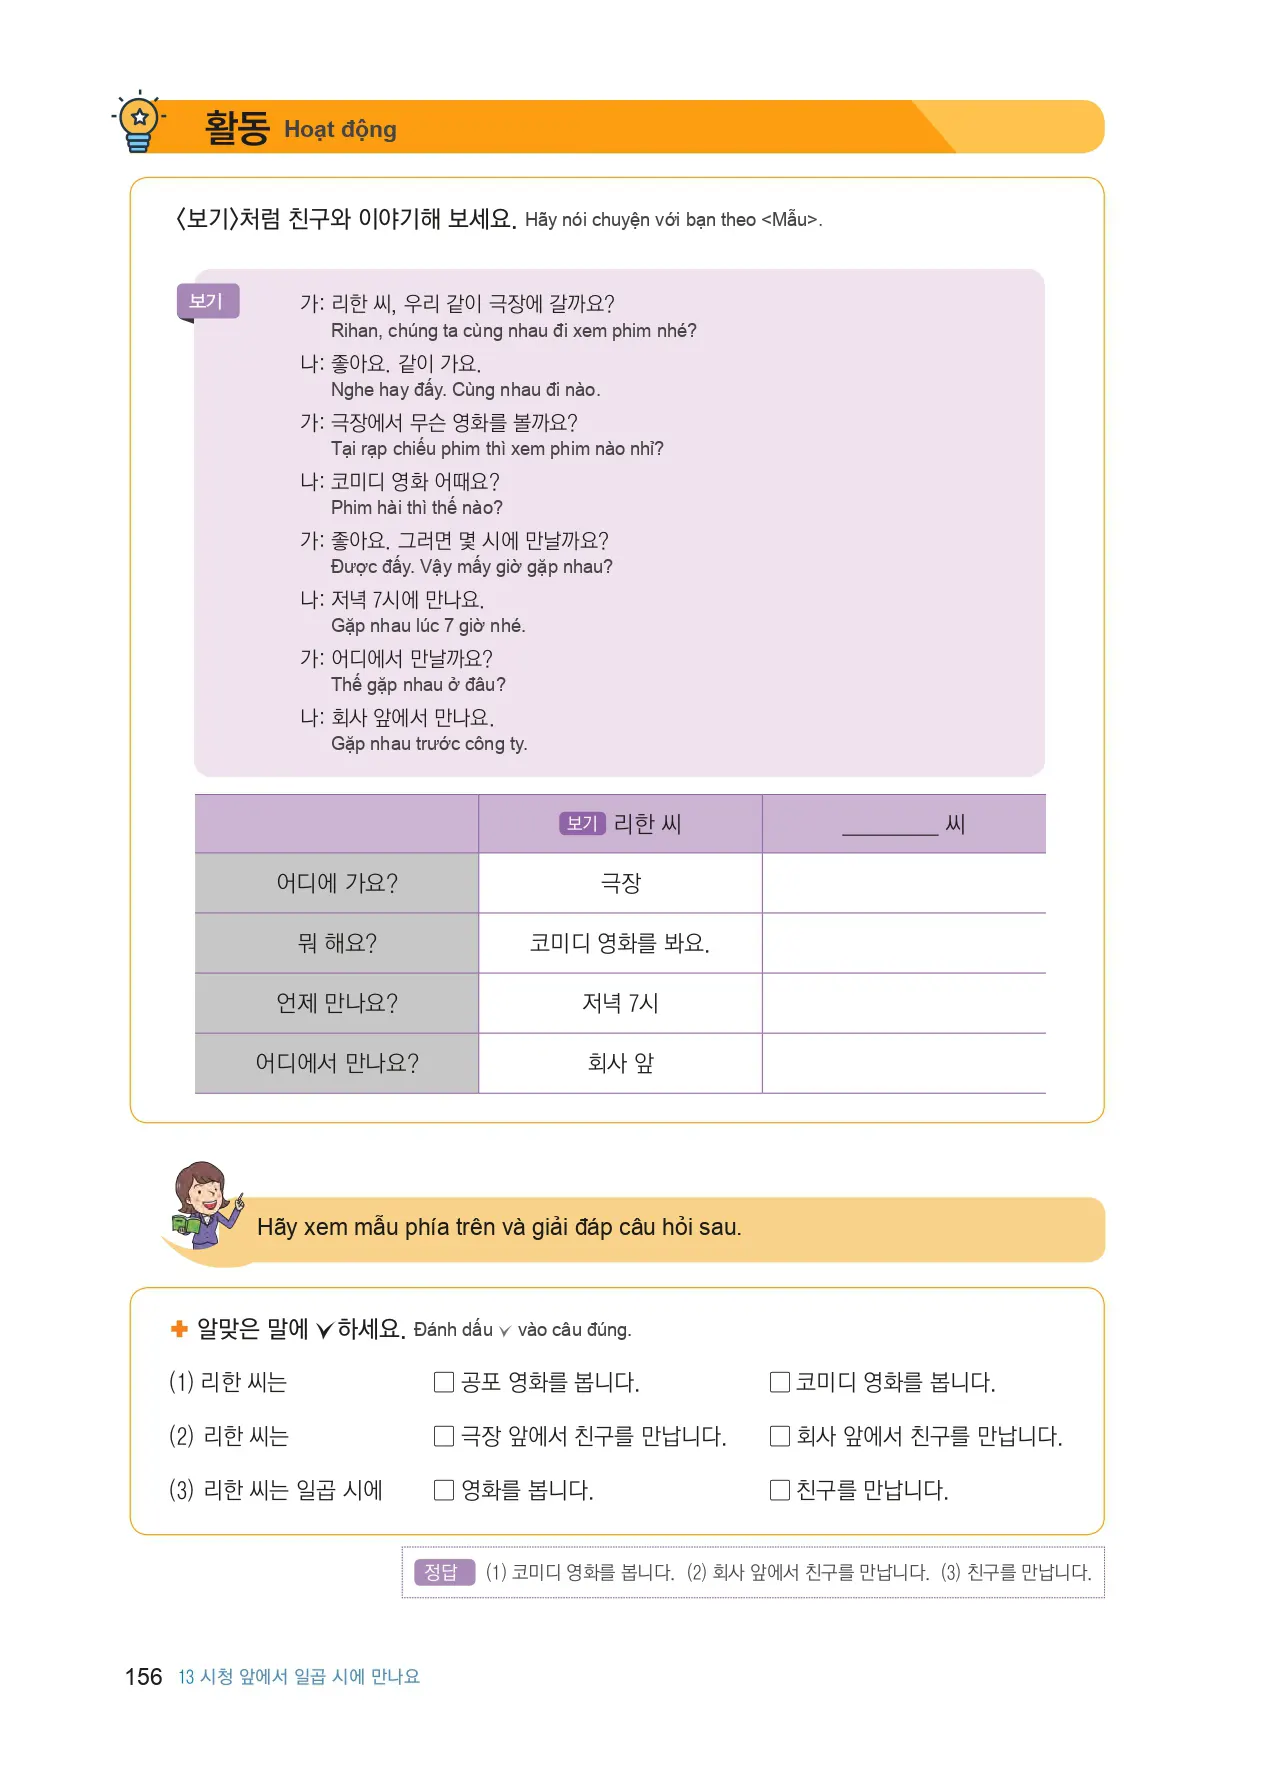 활동 Hoạt động
<보기>처럼 친구와 이야기해 보세요. Hãy nói chuyện với bạn theo <Mẫu>.
보기
가: 리한 씨, 우리 같이 극장에 갈까요?
Rihan, chúng ta cùng nhau đi xem phim nhé?
나: 좋아요. 같이 가요.
Nghe hay đấy. Cùng nhau đi nào.
가: 극장에서 무슨 영화를 볼까요?
Tại rạp chiếu phim thì xem phim nào nhỉ?
나: 코미디 영화 어때요?
Phim hài thì thế nào?
가: 좋아요. 그러면 몇 시에 만날까요?
Được đấy. Vậy mấy giờ gặp nhau?
나: 저녁 7시에 만나요.
Gặp nhau lúc 7 giờ nhé.
가: 어디에서 만날까요?
Thế gặp nhau ở đâu?
나: 회사 앞에서 만나요.
Gặp nhau trước công ty.
보기 리한 씨 ________ 씨
어디에 가요? 극장
뭐 해요? 코미디 영화를 봐요.
언제 만나요? 저녁 7시
어디에서 만나요? 회사 앞
Hãy xem mẫu phía trên và giải đáp câu hỏi sau.
✚ 알맞은 말에 ✓하세요. Đánh dấu ✓ vào câu đúng.
(1) 리한 씨는 □ 공포 영화를 봅니다. □ 코미디 영화를 봅니다.
(2) 리한 씨는 □ 극장 앞에서 친구를 만납니다. □ 회사 앞에서 친구를 만납니다.
(3) 리한 씨는 일곱 시에 □ 영화를 봅니다. □ 친구를 만납니다.
정답 (1) 코미디 영화를 봅니다. (2) 회사 앞에서 친구를 만납니다. (3) 친구를 만납니다.
156 13 시청 앞에서 일곱 시에 만나요